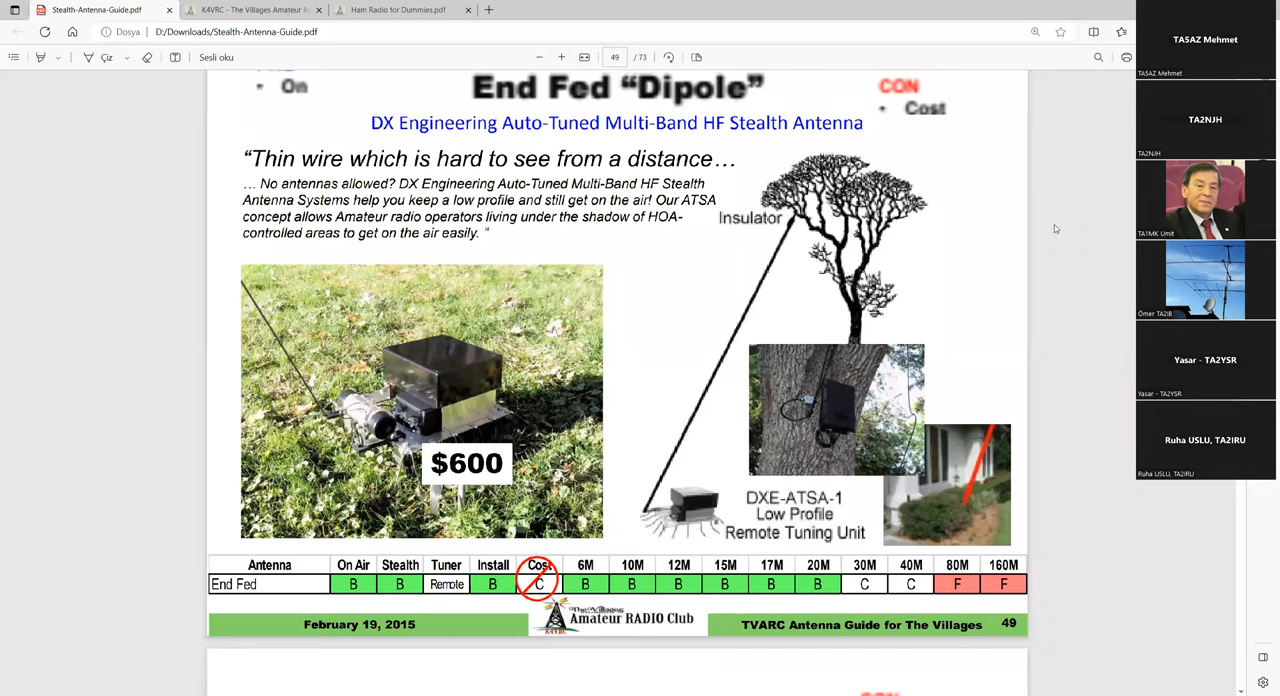 Stealth-Antenna-Guide.pdf
K4VRC - The Villages Amateur R
Ham Radio for Dummies.pdf
Dosya
D:/Downloads/Stealth-Antenna-Guide.pdf
Çiz
Sesli oku
49 / 73
• On
End Fed “Dipole”
CON
• Cost
DX Engineering Auto-Tuned Multi-Band HF Stealth Antenna
“Thin wire which is hard to see from a distance…
… No antennas allowed? DX Engineering Auto-Tuned Multi-Band HF Stealth
Antenna Systems help you keep a low profile and still get on the air! Our ATSA
concept allows Amateur radio operators living under the shadow of HOA-
controlled areas to get on the air easily. “
Insulator
$600
DXE-ATSA-1
Low Profile
Remote Tuning Unit
Antenna On Air Stealth Tuner Install Cost 6M 10M 12M 15M 17M 20M 30M 40M 80M 160M
End Fed B B Remote B C B B B B B B C C F F
February 19, 2015
The Villages
Amateur RADIO Club
K4VRC
TVARC Antenna Guide for The Villages 49
TA5AZ Mehmet
TA5AZ Mehmet
TA2NJH
TA2NJH
TA1MK Umit
Ömer TA2IB
Yasar - TA2YSR
Yasar - TA2YSR
Ruha USLU, TA2IRU
Ruha USLU, TA2IRU